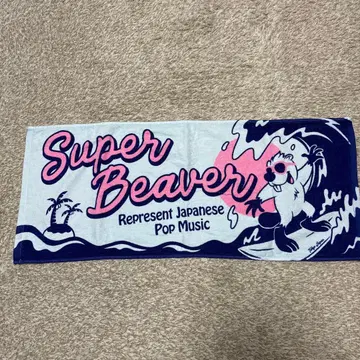 Super
Beaver
Represent Japanese
Pop Music